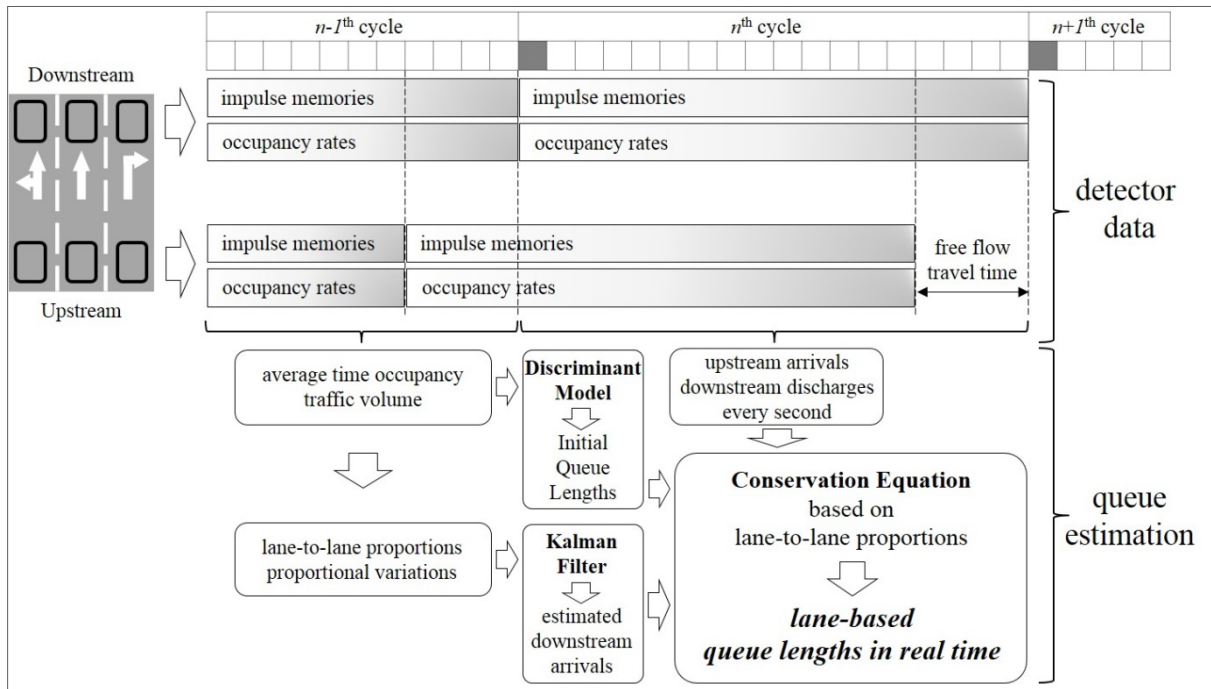 n-1th cycle
nth cycle
n+1th cycle
Downstream
impulse memories
impulse memories
occupancy rates
occupancy rates
detector
data
impulse memories
impulse memories
free flow
travel time
occupancy rates
occupancy rates
Upstream
average time occupancy
traffic volume
Discriminant
Model
Initial
Queue
Lengths
upstream arrivals
downstream discharges
every second
Conservation Equation
based on
lane-to-lane proportions
queue
estimation
lane-to-lane proportions
proportional variations
Kalman
Filter
estimated
downstream
arrivals
lane-based
queue lengths in real time